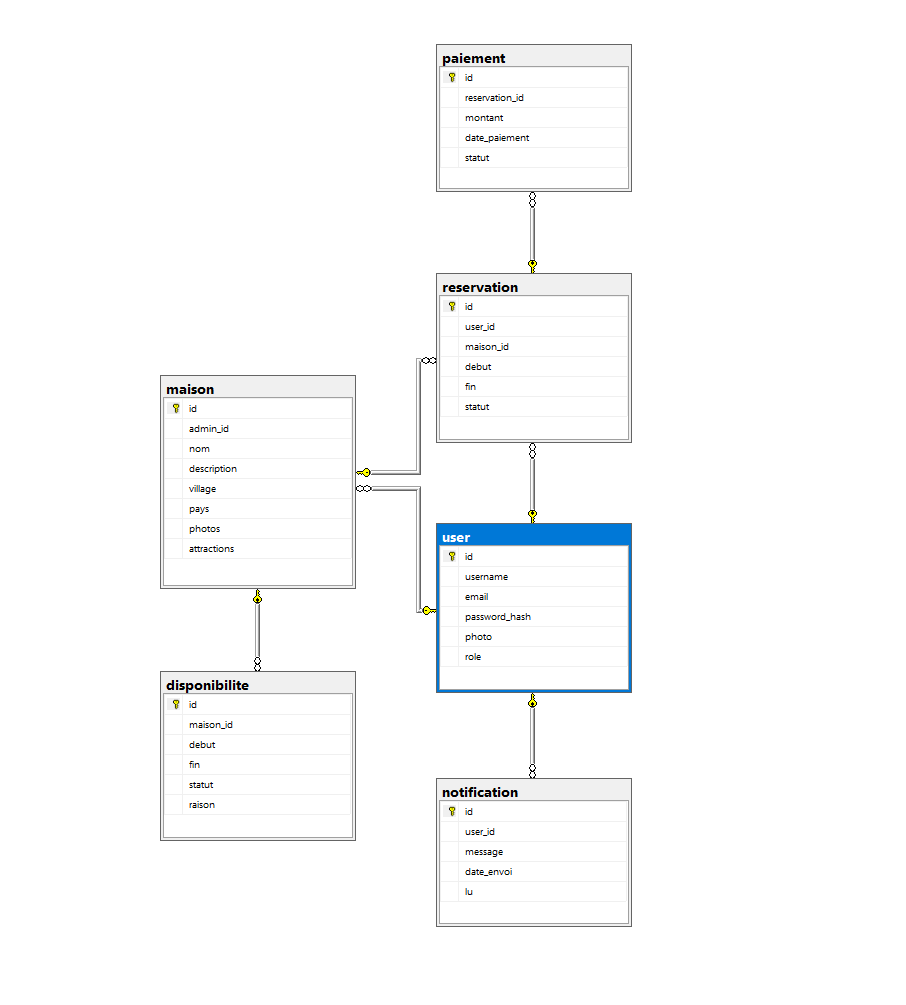 paiement
id
reservation_id
montant
date_paiement
statut
reservation
id
user_id
maison_id
debut
fin
statut
maison
id
admin_id
nom
description
village
pays
photos
attractions
user
id
username
email
password_hash
photo
role
disponibilite
id
maison_id
debut
fin
statut
raison
notification
id
user_id
message
date_envoi
lu